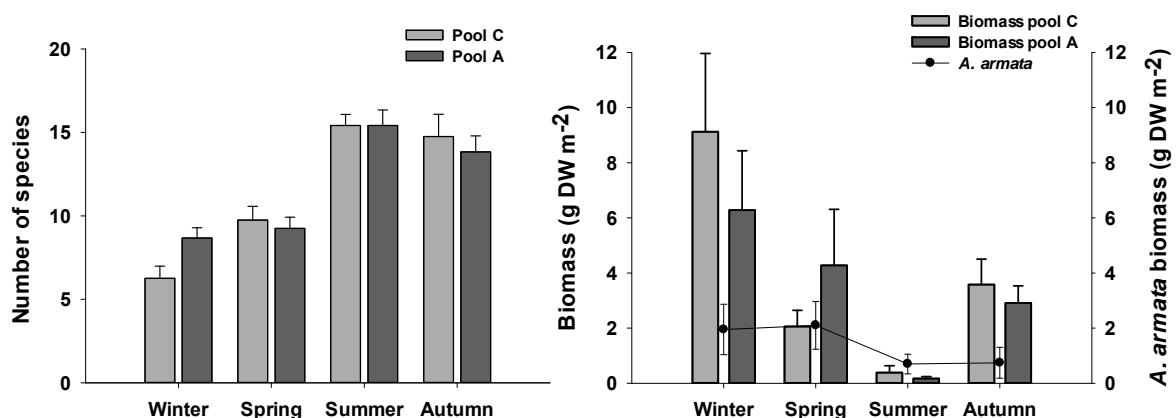 Pool C
Pool A
20
15
10
5
0
Number of species
Winter Spring Summer Autumn
Biomass pool C
Biomass pool A
A. armata
12
10
8
6
4
2
0
Biomass (g DW m-2)
12
10
8
6
4
2
0
A. armata biomass (g DW m-2)
Winter Spring Summer Autumn